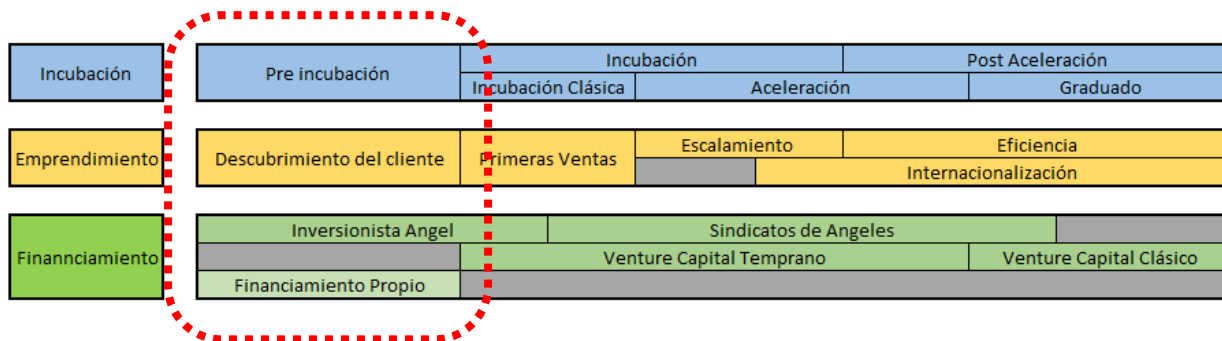 Incubación
Pre incubación
Incubación
Post Aceleración
Incubación Clásica
Aceleración
Graduado
Emprendimiento
Descubrimiento del cliente
Primeras Ventas
Escalamiento
Eficiencia
Internacionalización
Finannciamiento
Inversionista Angel
Sindicatos de Angeles
Venture Capital Temprano
Venture Capital Clásico
Financiamiento Propio